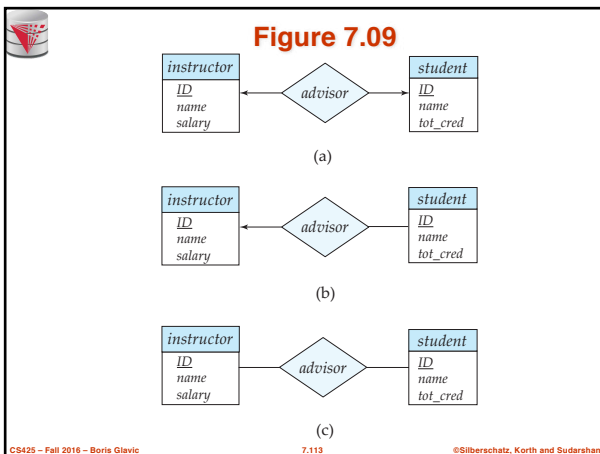 Figure 7.09
instructor
ID
name
salary
advisor
student
ID
name
tot_cred
(a)
instructor
ID
name
salary
advisor
student
ID
name
tot_cred
(b)
instructor
ID
name
salary
advisor
student
ID
name
tot_cred
(c)
CS425 – Fall 2016 – Boris Glavic
7.113
©Silberschatz, Korth and Sudarshan